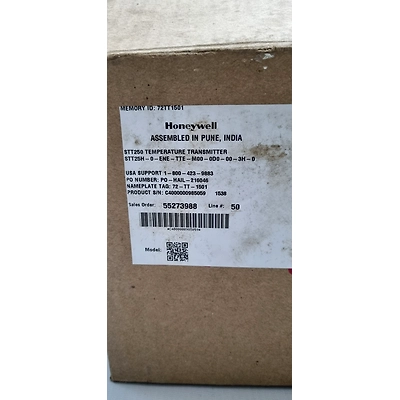 MEMORY ID: 72TT1501
Honeywell
ASSEMBLED IN PUNE, INDIA
STT250 TEMPERATURE TRANSMITTER
STT25H-0-ENE-TTE-M00-0D0-00-3H-0
USA SUPPORT 1-800-423-9883
PO NUMBER: PO-HAIL-215046
NAMEPLATE TAG: 72-TT-1501
PRODUCT S/N: C4000000985059 1538
Sales Order: 55273988 Line#: 50
Model: